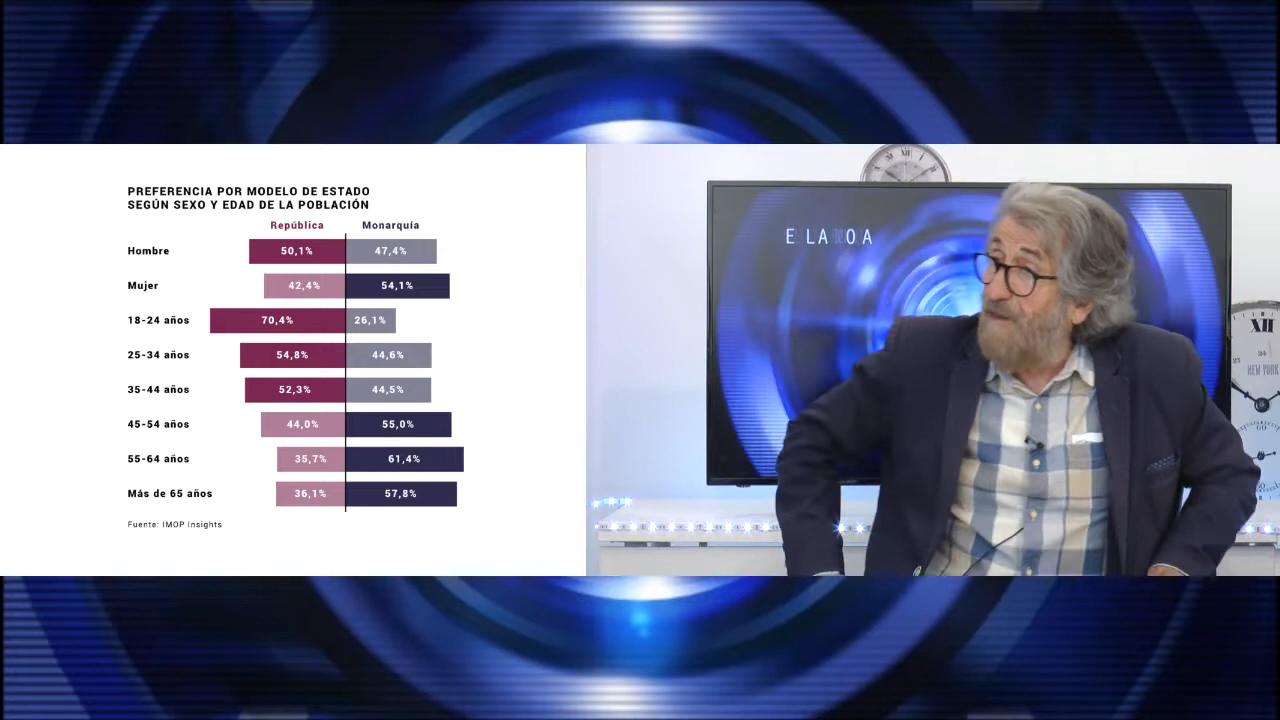 PREFERENCIA POR MODELO DE ESTADO
SEGÚN SEXO Y EDAD DE LA POBLACIÓN
República Monarquía
Hombre 50,1% 47,4%
Mujer 42,4% 54,1%
18-24 años 70,4% 26,1%
25-34 años 54,8% 44,6%
35-44 años 52,3% 44,5%
45-54 años 44,0% 55,0%
55-64 años 35,7% 61,4%
Más de 65 años 36,1% 57,8%
Fuente: IMOP Insights
XII
XII
NEW YORK